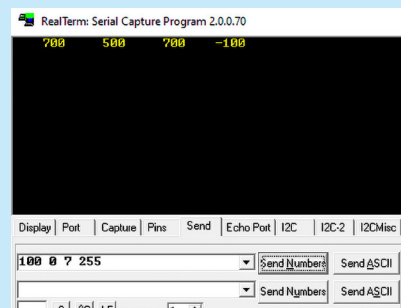 RealTerm: Serial Capture Program 2.0.0.70
700 500 700 -100
Display Port Capture Pins Send Echo Port I2C I2C-2 I2CMisc
100 0 7 255 Send Numbers Send ASCII
Send Numbers Send ASCII